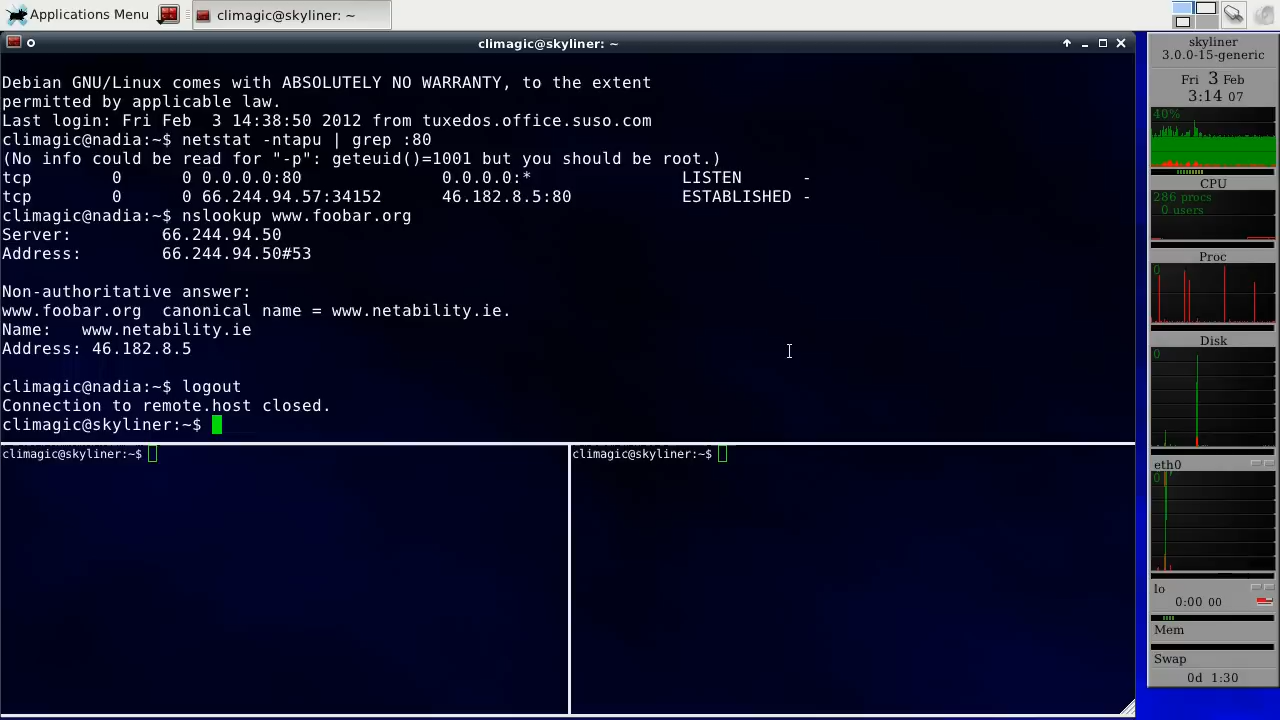 Applications Menu
climagic@skyliner: ~
climagic@skyliner: ~
Debian GNU/Linux comes with ABSOLUTELY NO WARRANTY, to the extent
permitted by applicable law.
Last login: Fri Feb  3 14:38:50 2012 from tuxedos.office.suso.com
climagic@nadia:~$ netstat -ntapu | grep :80
(No info could be read for "-p": geteuid()=1001 but you should be root.)
tcp        0      0 0.0.0.0:80              0.0.0.0:*               LISTEN      -
tcp        0      0 66.244.94.57:34152      46.182.8.5:80           ESTABLISHED -
climagic@nadia:~$ nslookup www.foobar.org
Server:         66.244.94.50
Address:        66.244.94.50#53
Non-authoritative answer:
www.foobar.org  canonical name = www.netability.ie.
Name:   www.netability.ie
Address: 46.182.8.5
climagic@nadia:~$ logout
Connection to remote.host closed.
climagic@skyliner:~$
climagic@skyliner:~$
climagic@skyliner:~$
skyliner
3.0.0-15-generic
Fri 3 Feb
3:14 07
40%
CPU
286 procs
0 users
Proc
0
Disk
0
eth0
0
lo
0:00 00
Mem
Swap
0d 1:30